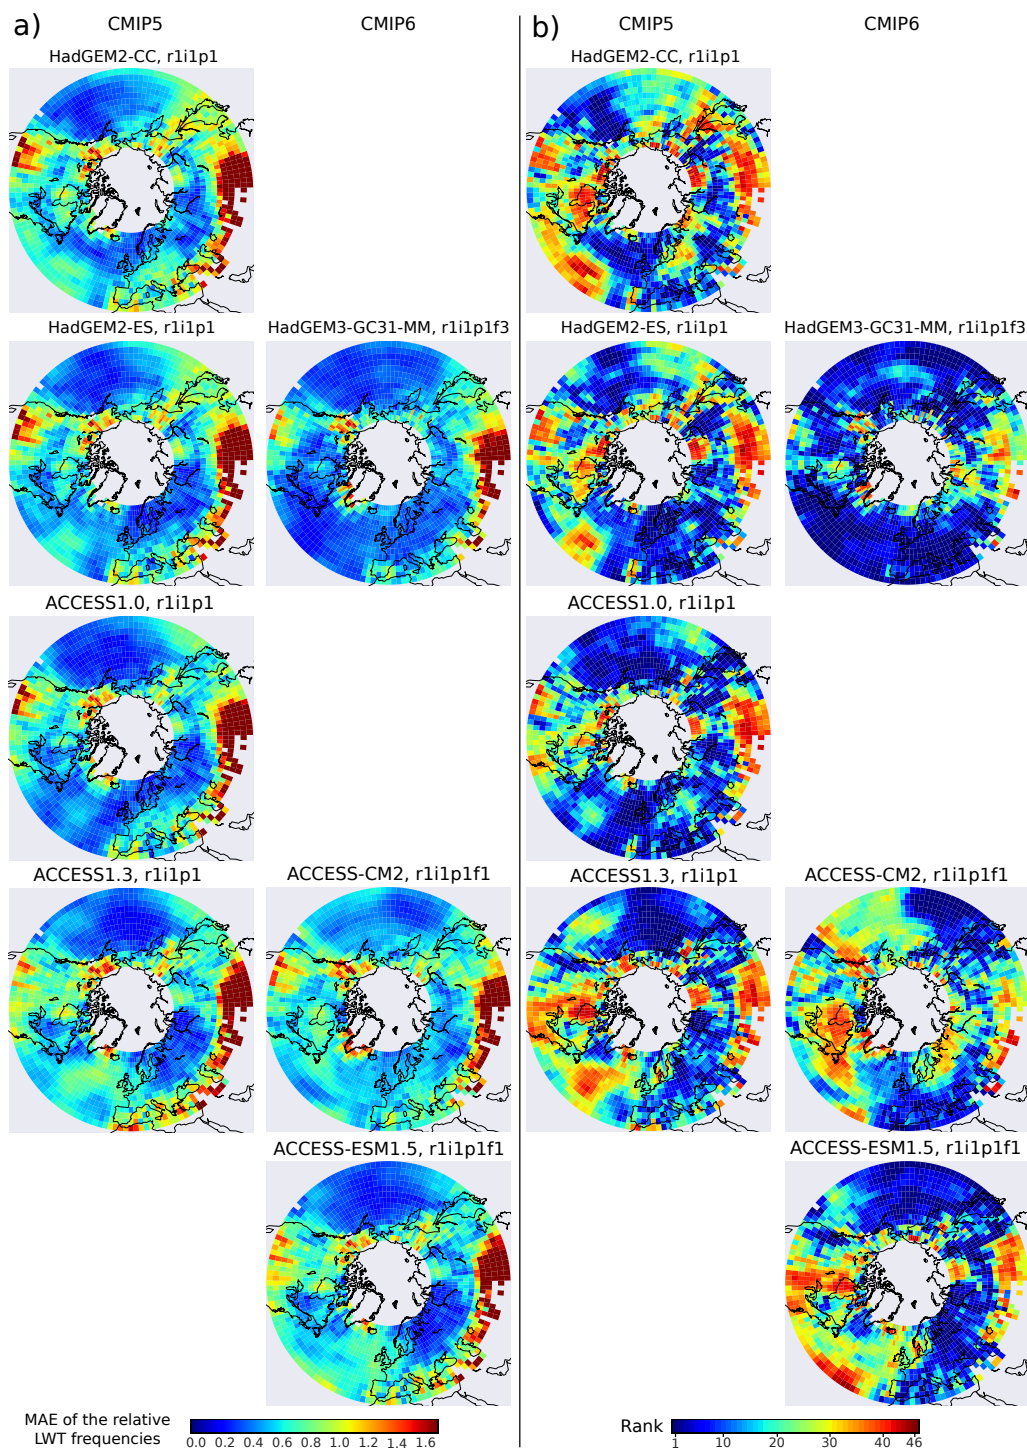 a)
CMIP5
CMIP6
b)
CMIP5
CMIP6
HadGEM2-CC, r1i1p1
HadGEM2-CC, r1i1p1
HadGEM2-ES, r1i1p1
HadGEM3-GC31-MM, r1i1p1f3
HadGEM2-ES, r1i1p1
HadGEM3-GC31-MM, r1i1p1f3
ACCESS1.0, r1i1p1
ACCESS1.0, r1i1p1
ACCESS1.3, r1i1p1
ACCESS-CM2, r1i1p1f1
ACCESS1.3, r1i1p1
ACCESS-CM2, r1i1p1f1
ACCESS-ESM1.5, r1i1p1f1
ACCESS-ESM1.5, r1i1p1f1
MAE of the relative
LWT frequencies
0.0 0.2 0.4 0.6 0.8 1.0 1.2 1.4 1.6
Rank
1 10 20 30 40 46